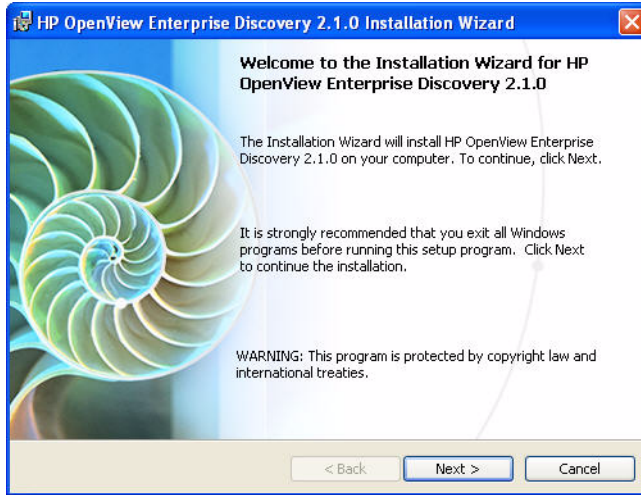 HP OpenView Enterprise Discovery 2.1.0 Installation Wizard
Welcome to the Installation Wizard for HP
OpenView Enterprise Discovery 2.1.0
The Installation Wizard will install HP OpenView Enterprise
Discovery 2.1.0 on your computer. To continue, click Next.
It is strongly recommended that you exit all Windows
programs before running this setup program. Click Next
to continue the installation.
WARNING: This program is protected by copyright law and
international treaties.
< Back
Next >
Cancel